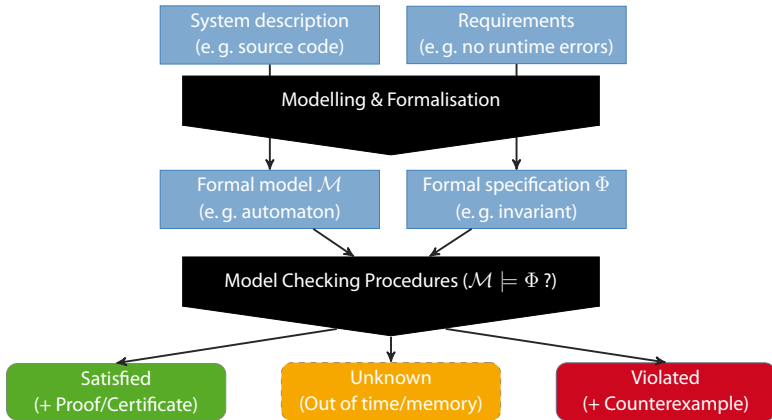 System description
(e. g. source code)
Requirements
(e. g. no runtime errors)
Modelling & Formalisation
Formal model ℳ
(e. g. automaton)
Formal specification Φ
(e. g. invariant)
Model Checking Procedures (ℳ ⊨ Φ ?)
Satisfied
(+ Proof/Certificate)
Unknown
(Out of time/memory)
Violated
(+ Counterexample)